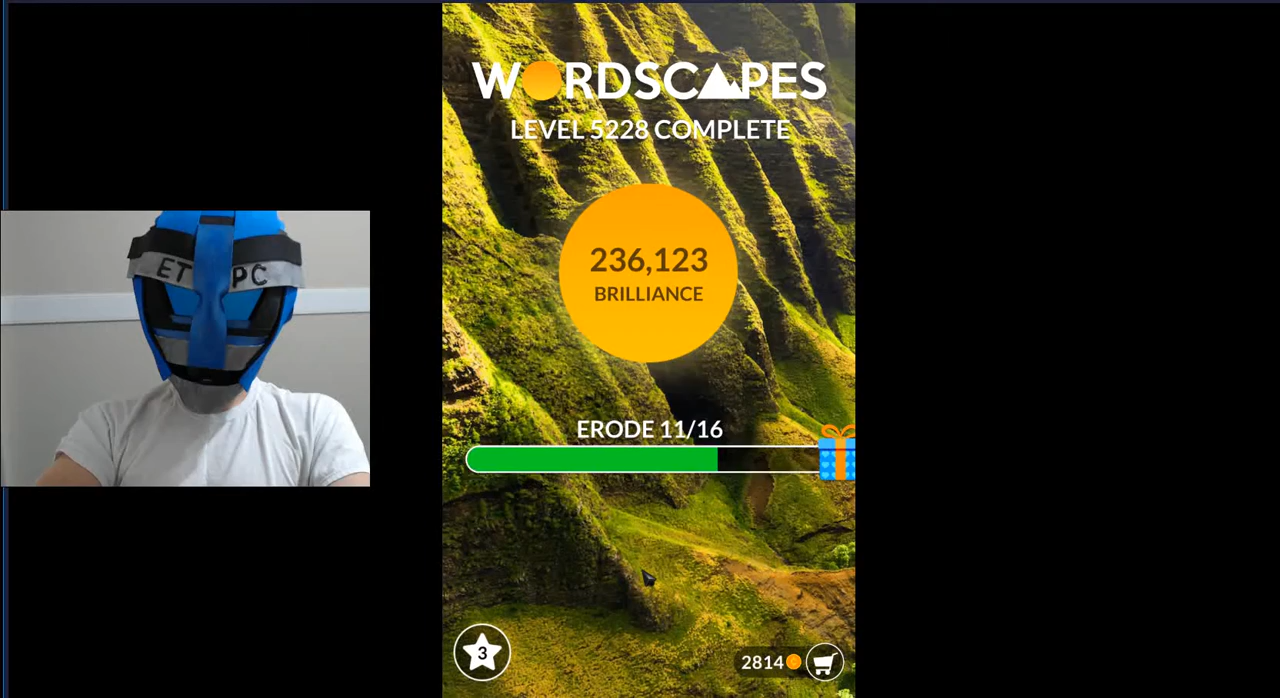 WORDSCAPES
LEVEL 5228 COMPLETE
236,123
BRILLIANCE
ET PC
ERODE 11/16
3
2814